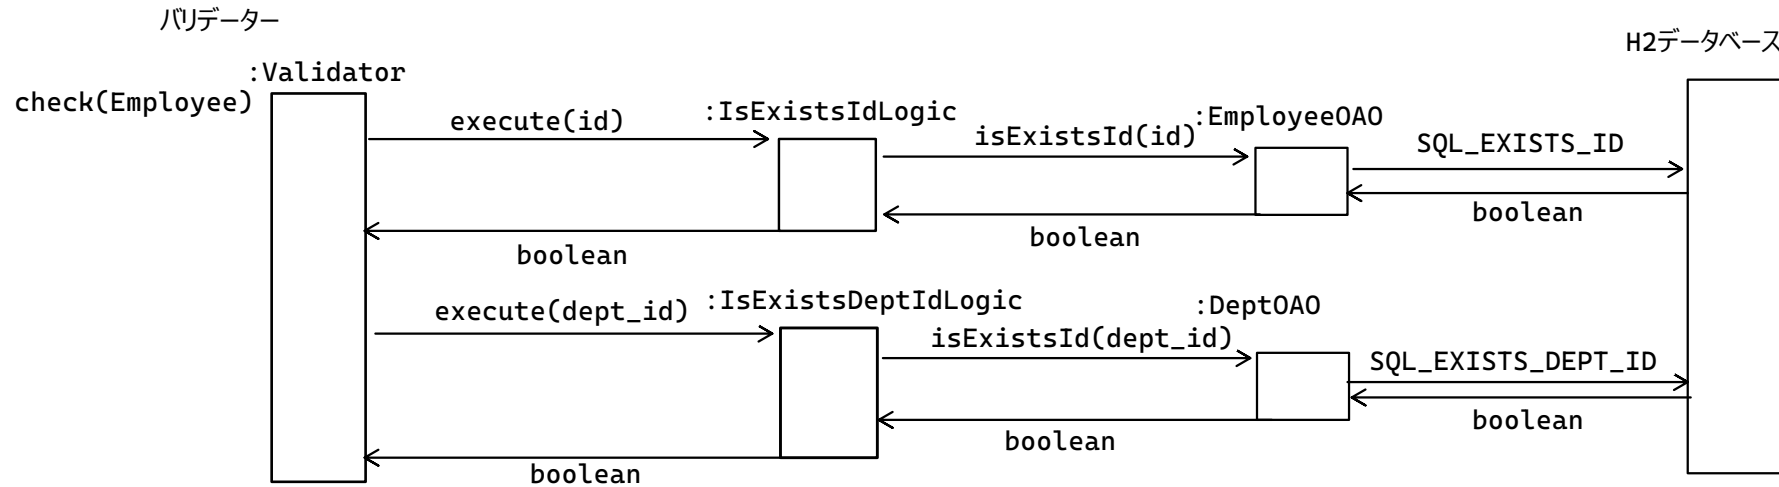 バリデーター
H2データベース
:Validator
check(Employee)
execute(id)
:IsExistsIdLogic
isExistsId(id)
:EmployeeOAO
SQL_EXISTS_ID
boolean
boolean
boolean
execute(dept_id)
:IsExistsDeptIdLogic
isExistsId(dept_id)
:DeptOAO
SQL_EXISTS_DEPT_ID
boolean
boolean
boolean